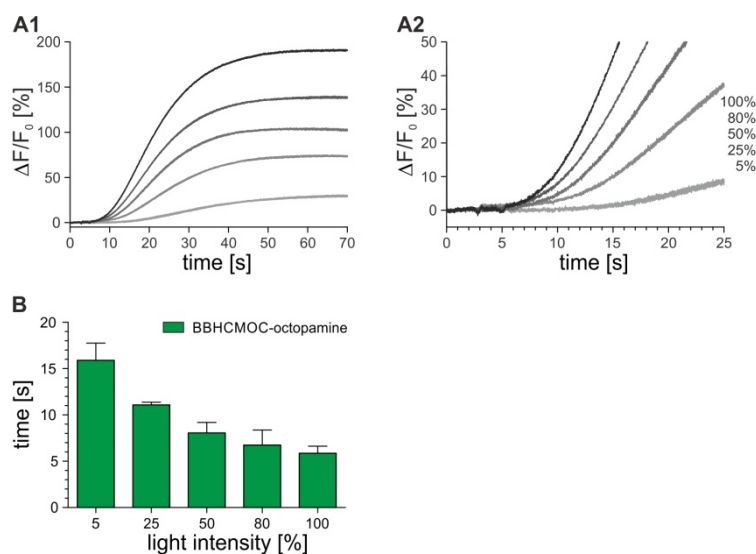 A1
200
150
100
50
0
ΔF/F0 [%]
0 10 20 30 40 50 60 70
time [s]
A2
50
40
30
20
10
0
ΔF/F0 [%]
100%
80%
50%
25%
5%
0 5 10 15 20 25
time [s]
B
20
15
10
5
0
time [s]
BBHCMOC-octopamine
5 25 50 80 100
light intensity [%]